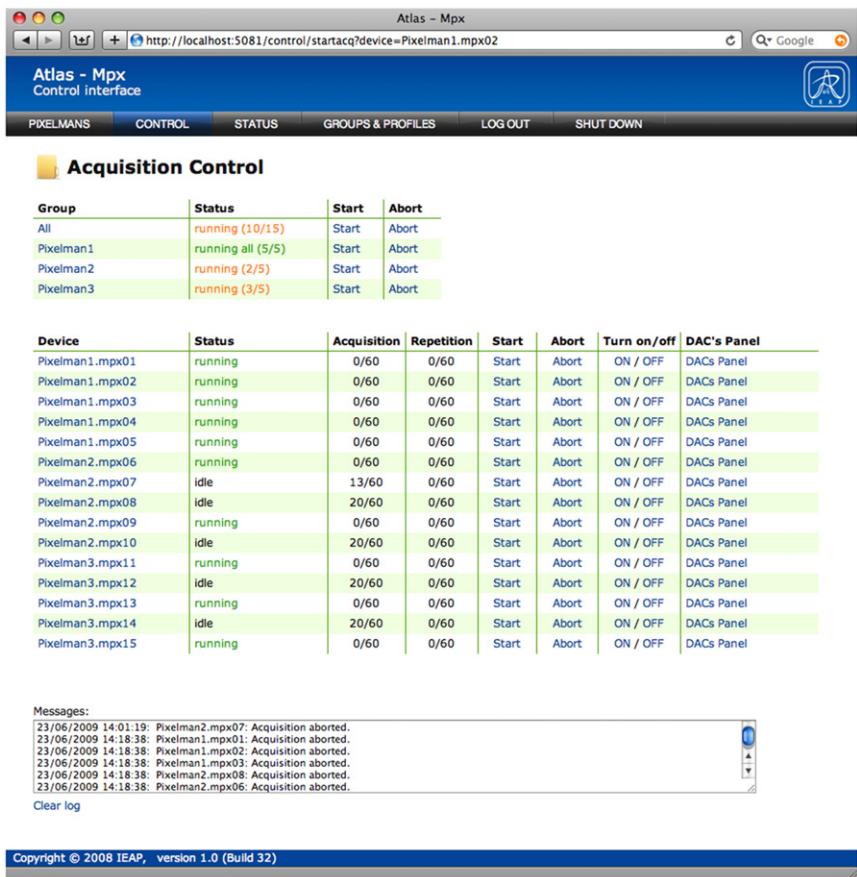 Atlas – Mpx
http://localhost:5081/control/startacq?device=Pixelman1.mpx02
Google
Atlas - Mpx
Control interface
IEAP
PIXELMANS CONTROL STATUS GROUPS & PROFILES LOG OUT SHUT DOWN
Acquisition Control
Group Status Start Abort
All running (10/15) Start Abort
Pixelman1 running all (5/5) Start Abort
Pixelman2 running (2/5) Start Abort
Pixelman3 running (3/5) Start Abort
Device Status Acquisition Repetition Start Abort Turn on/off DAC's Panel
Pixelman1.mpx01 running 0/60 0/60 Start Abort ON / OFF DACs Panel
Pixelman1.mpx02 running 0/60 0/60 Start Abort ON / OFF DACs Panel
Pixelman1.mpx03 running 0/60 0/60 Start Abort ON / OFF DACs Panel
Pixelman1.mpx04 running 0/60 0/60 Start Abort ON / OFF DACs Panel
Pixelman1.mpx05 running 0/60 0/60 Start Abort ON / OFF DACs Panel
Pixelman2.mpx06 running 0/60 0/60 Start Abort ON / OFF DACs Panel
Pixelman2.mpx07 idle 13/60 0/60 Start Abort ON / OFF DACs Panel
Pixelman2.mpx08 idle 20/60 0/60 Start Abort ON / OFF DACs Panel
Pixelman2.mpx09 running 0/60 0/60 Start Abort ON / OFF DACs Panel
Pixelman2.mpx10 idle 20/60 0/60 Start Abort ON / OFF DACs Panel
Pixelman3.mpx11 running 0/60 0/60 Start Abort ON / OFF DACs Panel
Pixelman3.mpx12 idle 20/60 0/60 Start Abort ON / OFF DACs Panel
Pixelman3.mpx13 running 0/60 0/60 Start Abort ON / OFF DACs Panel
Pixelman3.mpx14 idle 20/60 0/60 Start Abort ON / OFF DACs Panel
Pixelman3.mpx15 running 0/60 0/60 Start Abort ON / OFF DACs Panel
Messages:
23/06/2009 14:01:19: Pixelman2.mpx07: Acquisition aborted.
23/06/2009 14:18:38: Pixelman1.mpx01: Acquisition aborted.
23/06/2009 14:18:38: Pixelman1.mpx02: Acquisition aborted.
23/06/2009 14:18:38: Pixelman1.mpx03: Acquisition aborted.
23/06/2009 14:18:38: Pixelman2.mpx08: Acquisition aborted.
23/06/2009 14:18:38: Pixelman2.mpx06: Acquisition aborted.
Clear log
Copyright © 2008 IEAP, version 1.0 (Build 32)